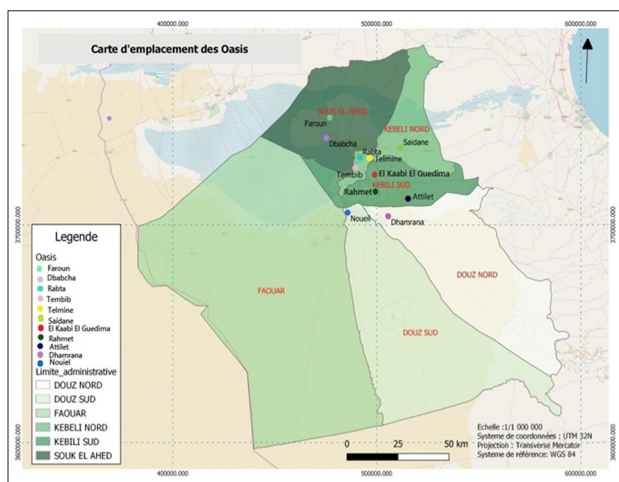 400000.000 500000.000 600000.000
Carte d'emplacement des Oasis
SOUK EL AHED
Faroun
KEBELI NORD
Dbabcha
Saidane
Rabta
Telmine
Tembib
El Kaabi El Guedima
KEBILI SUD
Rahmet
Attilet
Noueil
Dhamrana
3700000.000
DOUZ NORD
FAOUAR
DOUZ SUD
Legende
Oasis
Faroun
Dbabcha
Rabta
Tembib
Telmine
Saidane
El Kaabi El Guedima
Rahmet
Attilet
Dhamrana
Nouiel
Limite_administrative
DOUZ NORD
DOUZ SUD
FAOUAR
KEBELI NORD
KEBILI SUD
SOUK EL AHED
0 25 50 km
Echelle :1/1 000 000
Systeme de coordonnées : UTM 32N
Projection : Transverse Mercator
Système de référence: WGS 84
3600000.000
400000.000 500000.000 600000.000